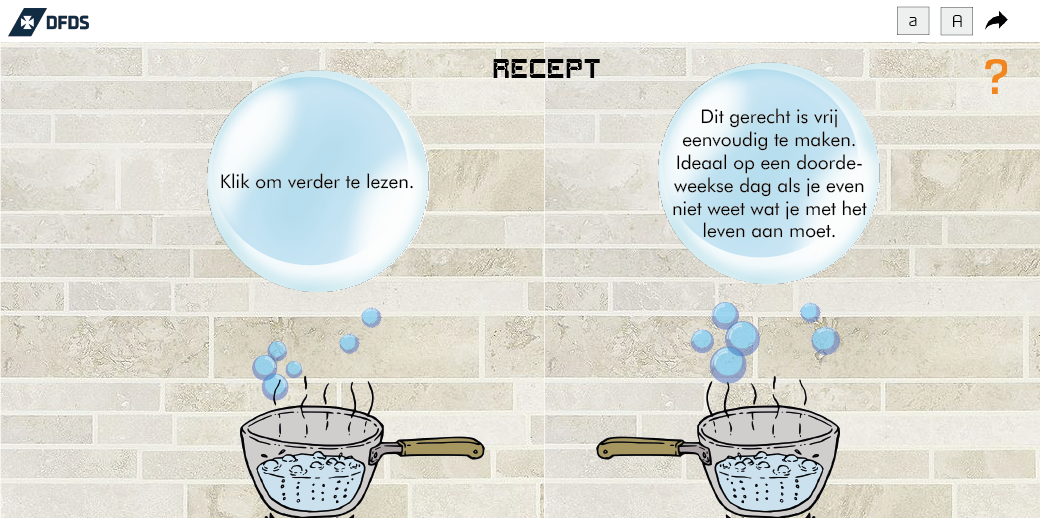 DFDS
a A
RECEPT
?
Klik om verder te lezen.
Dit gerecht is vrij
eenvoudig te maken.
Ideaal op een doorde-
weekse dag als je even
niet weet wat je met het
leven aan moet.